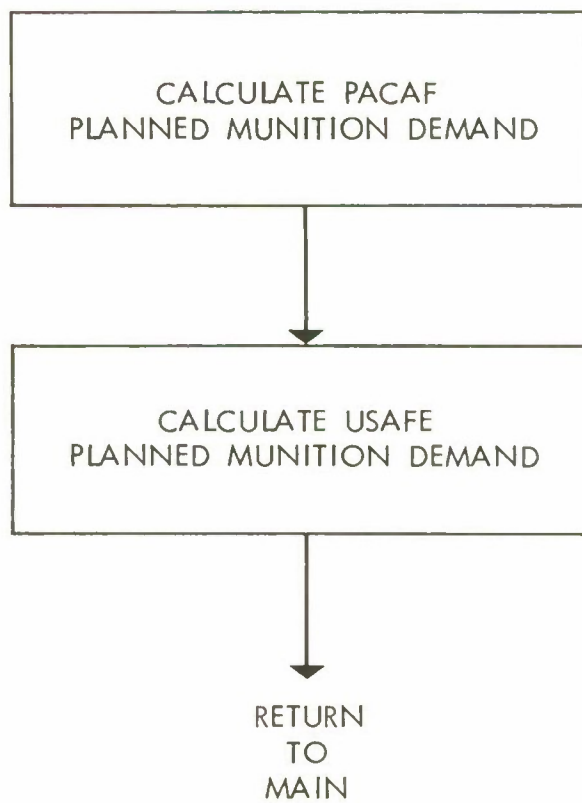 CALCULATE PACAF
PLANNED MUNITION DEMAND
CALCULATE USAFE
PLANNED MUNITION DEMAND
RETURN
TO
MAIN